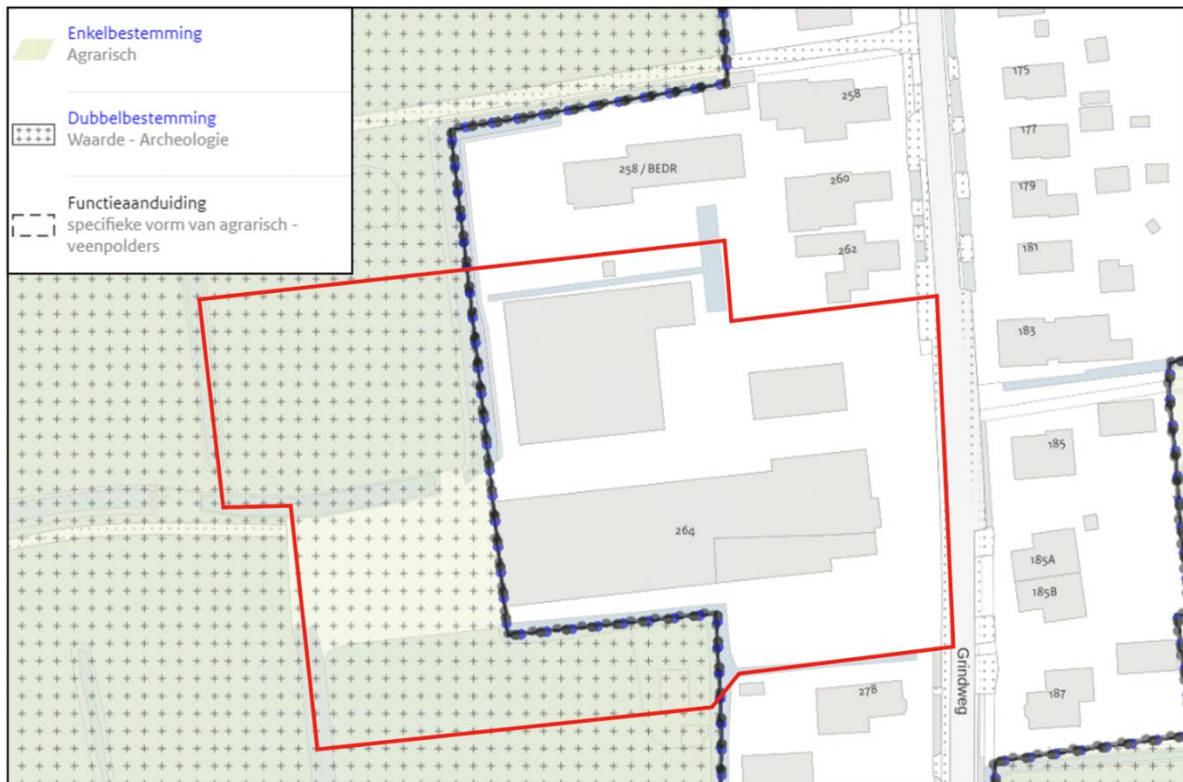 Enkelbestemming
Agrarisch
Dubbelbestemming
Waarde - Archeologie
Functieaanduiding
specifieke vorm van agrarisch -
veenpolders
258
258 / BEDR
260
262
264
278
175
177
179
181
183
185
185A
185B
187
Grindweg